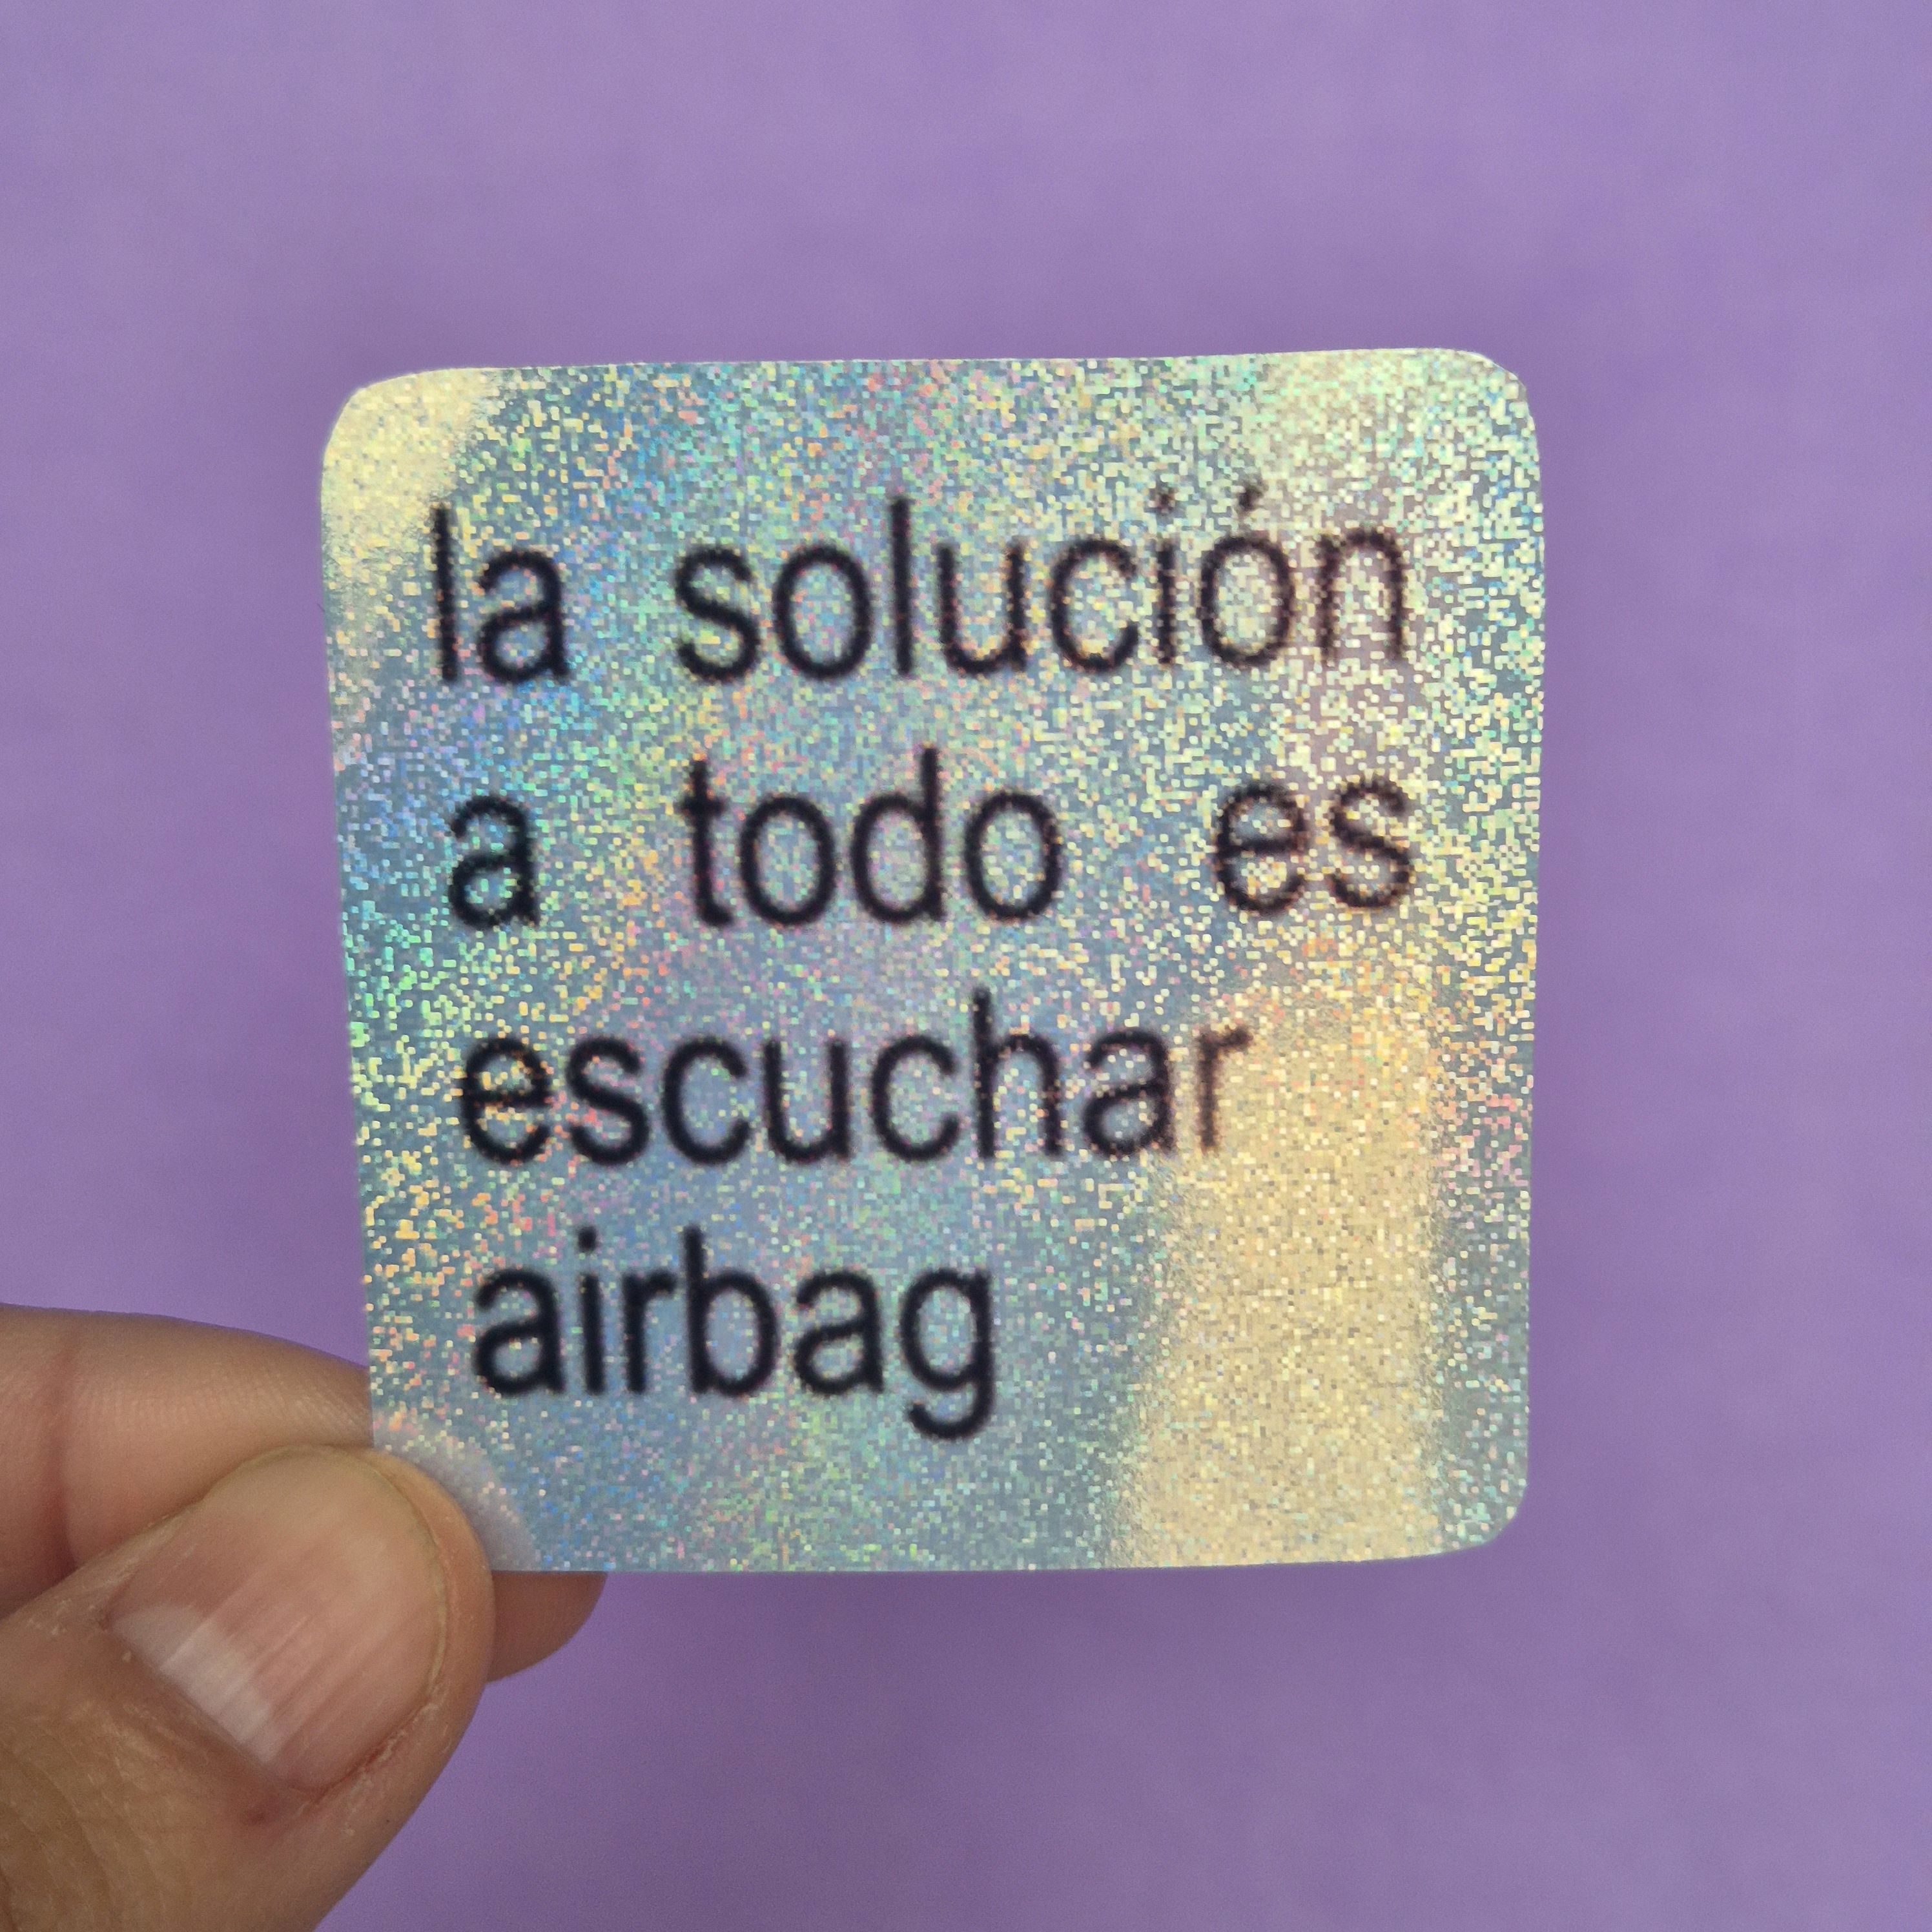 la solución
a todo es
escuchar
airbag